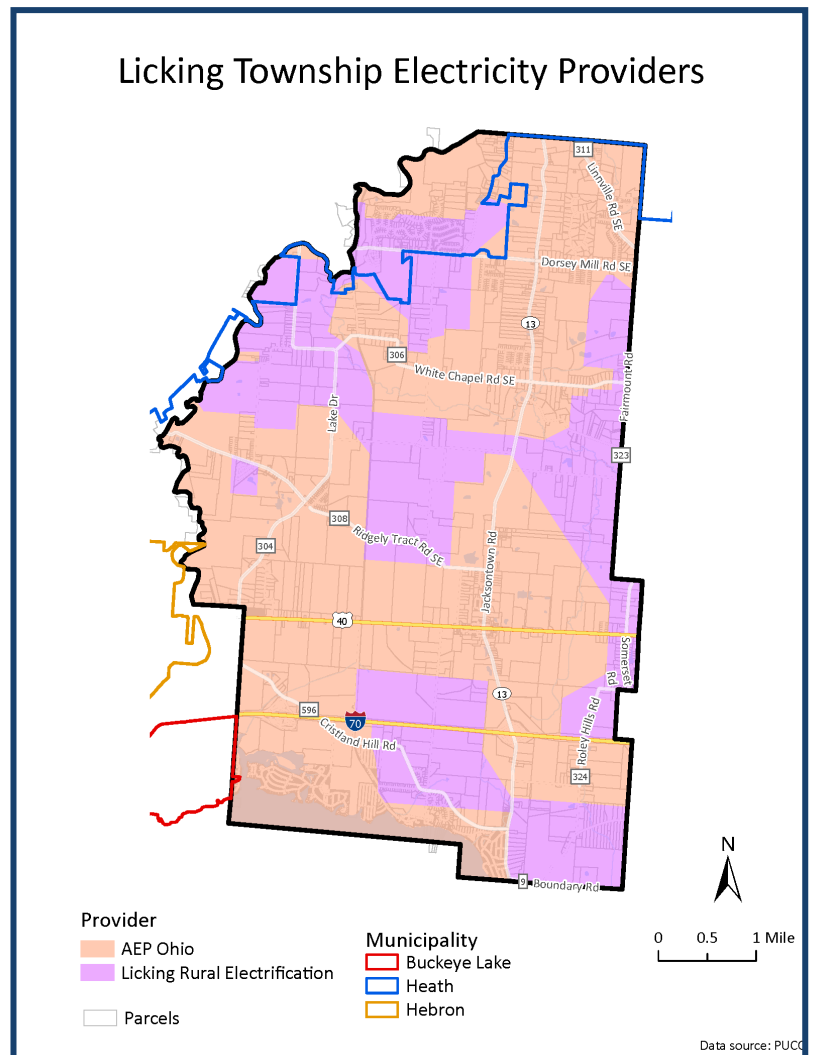 Licking Township Electricity Providers
311
Linnville Rd SE
Dorsey Mill Rd SE
13
306
White Chapel Rd SE
Fairmount Rd
Lake Dr
323
308
Ridgely Tract Rd SE
304
Jacksontown Rd
40
Somerset
Rd
13
596
70
Cristland Hill Rd
Roley Hills Rd
324
9
Boundary Rd
N
0 0.5 1 Mile
Provider
AEP Ohio
Licking Rural Electrification
Parcels
Municipality
Buckeye Lake
Heath
Hebron
Data source: PUCO